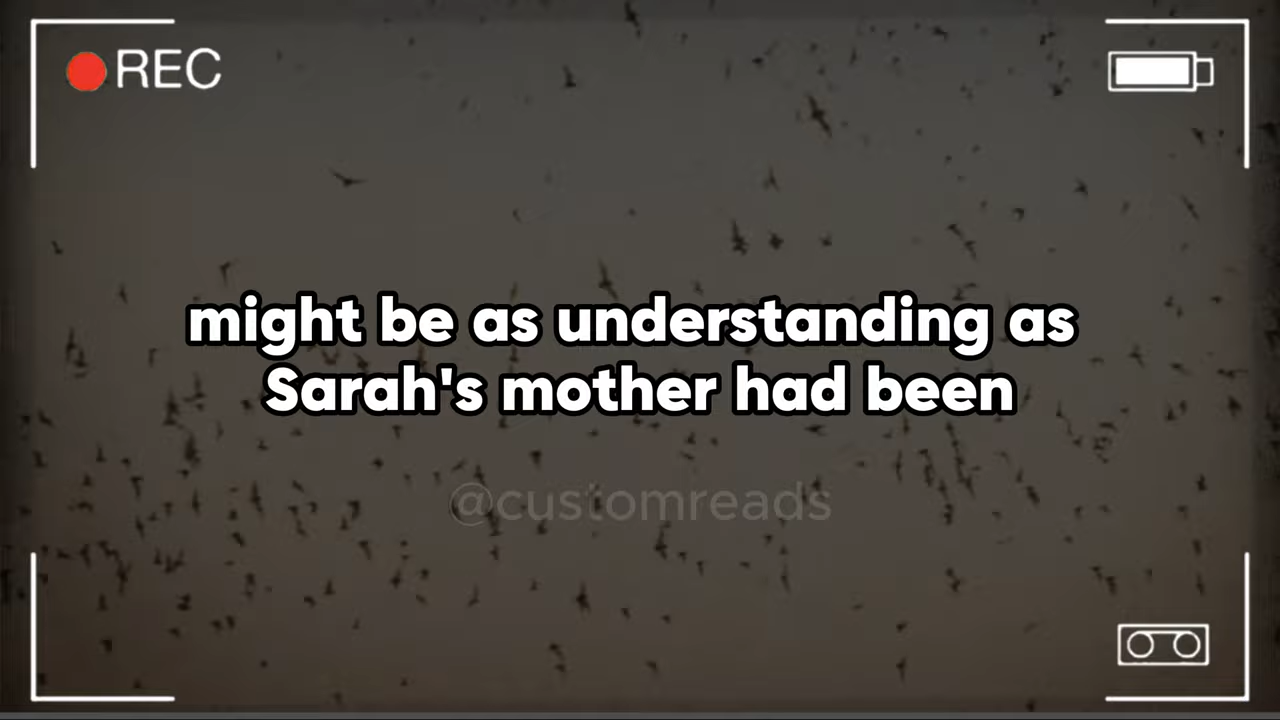 REC
might be as understanding as
Sarah's mother had been
@customreads